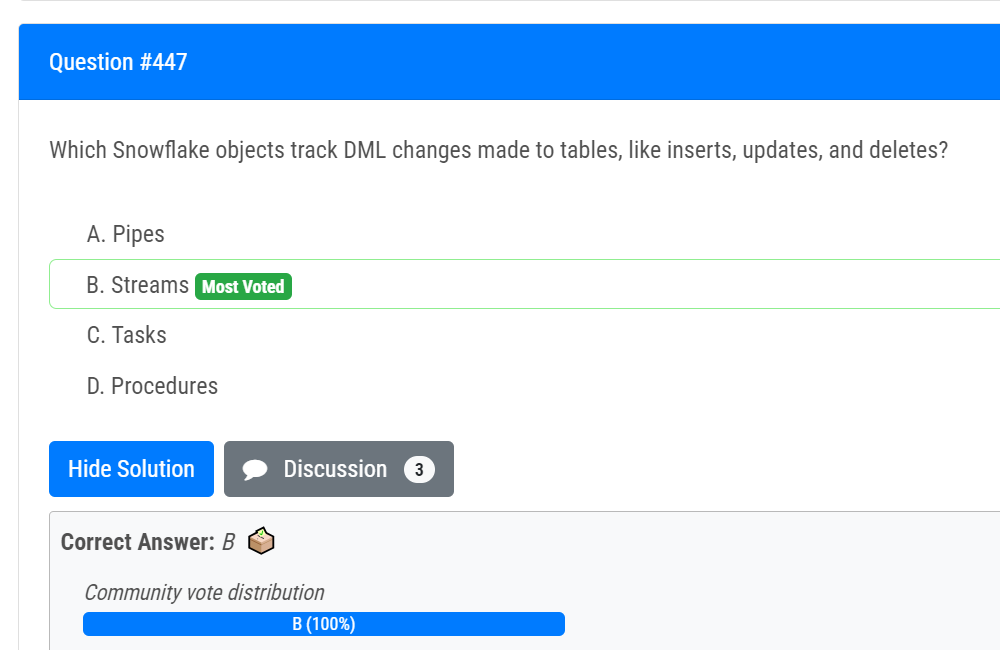 Question #447
Which Snowflake objects track DML changes made to tables, like inserts, updates, and deletes?
A. Pipes
B. Streams Most Voted
C. Tasks
D. Procedures
Hide Solution Discussion 3
Correct Answer: B
Community vote distribution
B (100%)